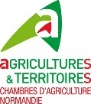 AGRICULTURES
& TERRITOIRES
CHAMBRES D'AGRICULTURE
NORMANDIE